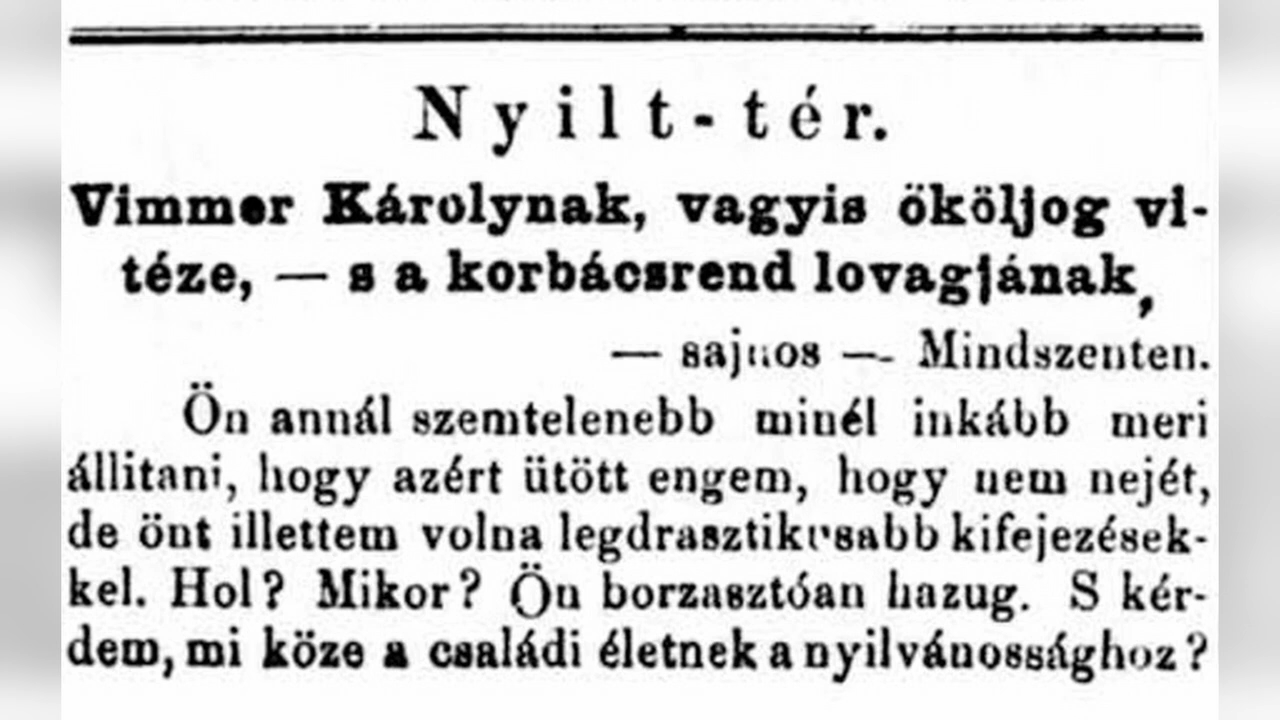 Nyilt-tér.
Vimmer Károlynak, vagyis ököljog vi-
téze, — s a korbácsrend lovagjának,
— sajnos — Mindszenten.
Ön annál szemtelenebb minél inkább meri
állitani, hogy azért ütött engem, hogy nem nejét,
de önt illettem volna legdrasztikusabb kifejezések-
kel. Hol? Mikor? Ön borzasztóan hazug. S kér-
dem, mi köze a családi életnek a nyilvánossághoz?